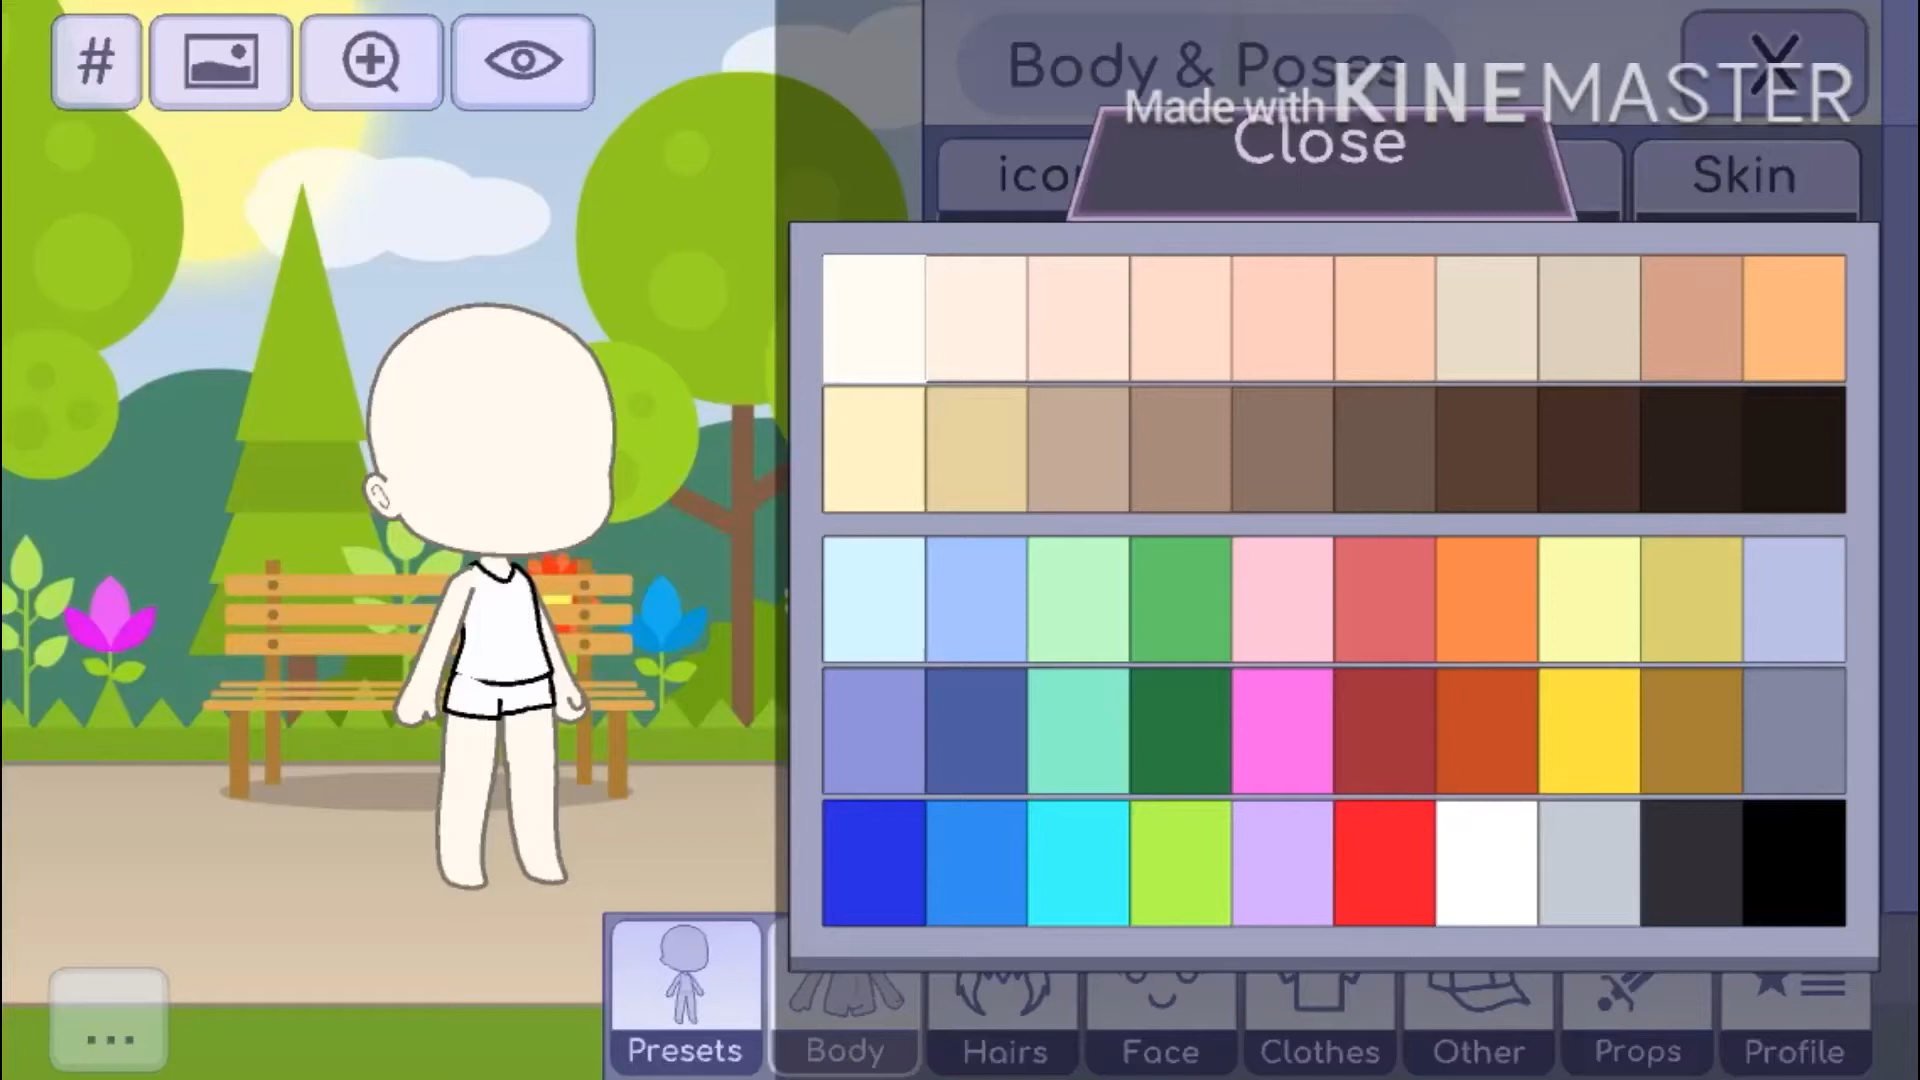 #
Body & Poses
X
Made with KINEMASTER
Close
Skin
...
Presets
Body
Hairs
Face
Clothes
Other
Props
Profile